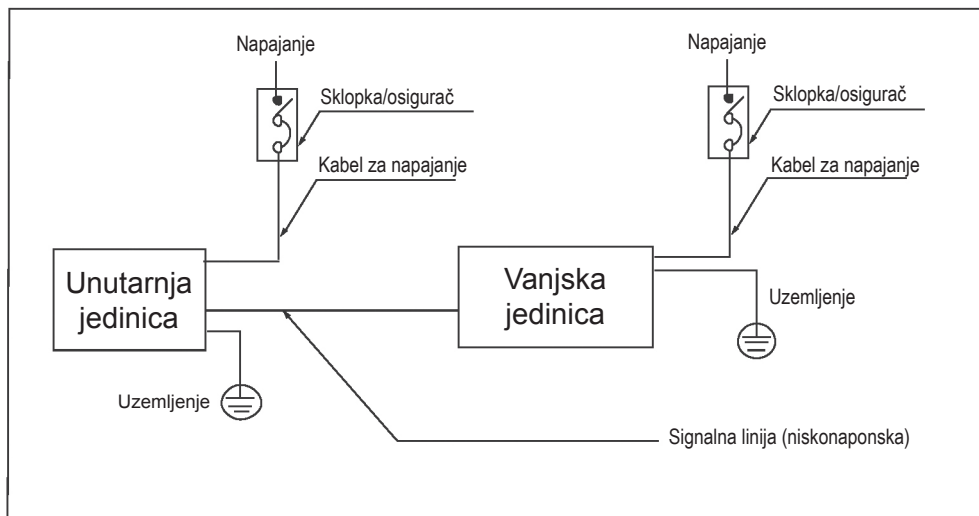 Napajanje
Napajanje
Sklopka/osigurač
Sklopka/osigurač
Kabel za napajanje
Kabel za napajanje
Unutarnja
jedinica
Vanjska
jedinica
Uzemljenje
Uzemljenje
Signalna linija (niskonaponska)